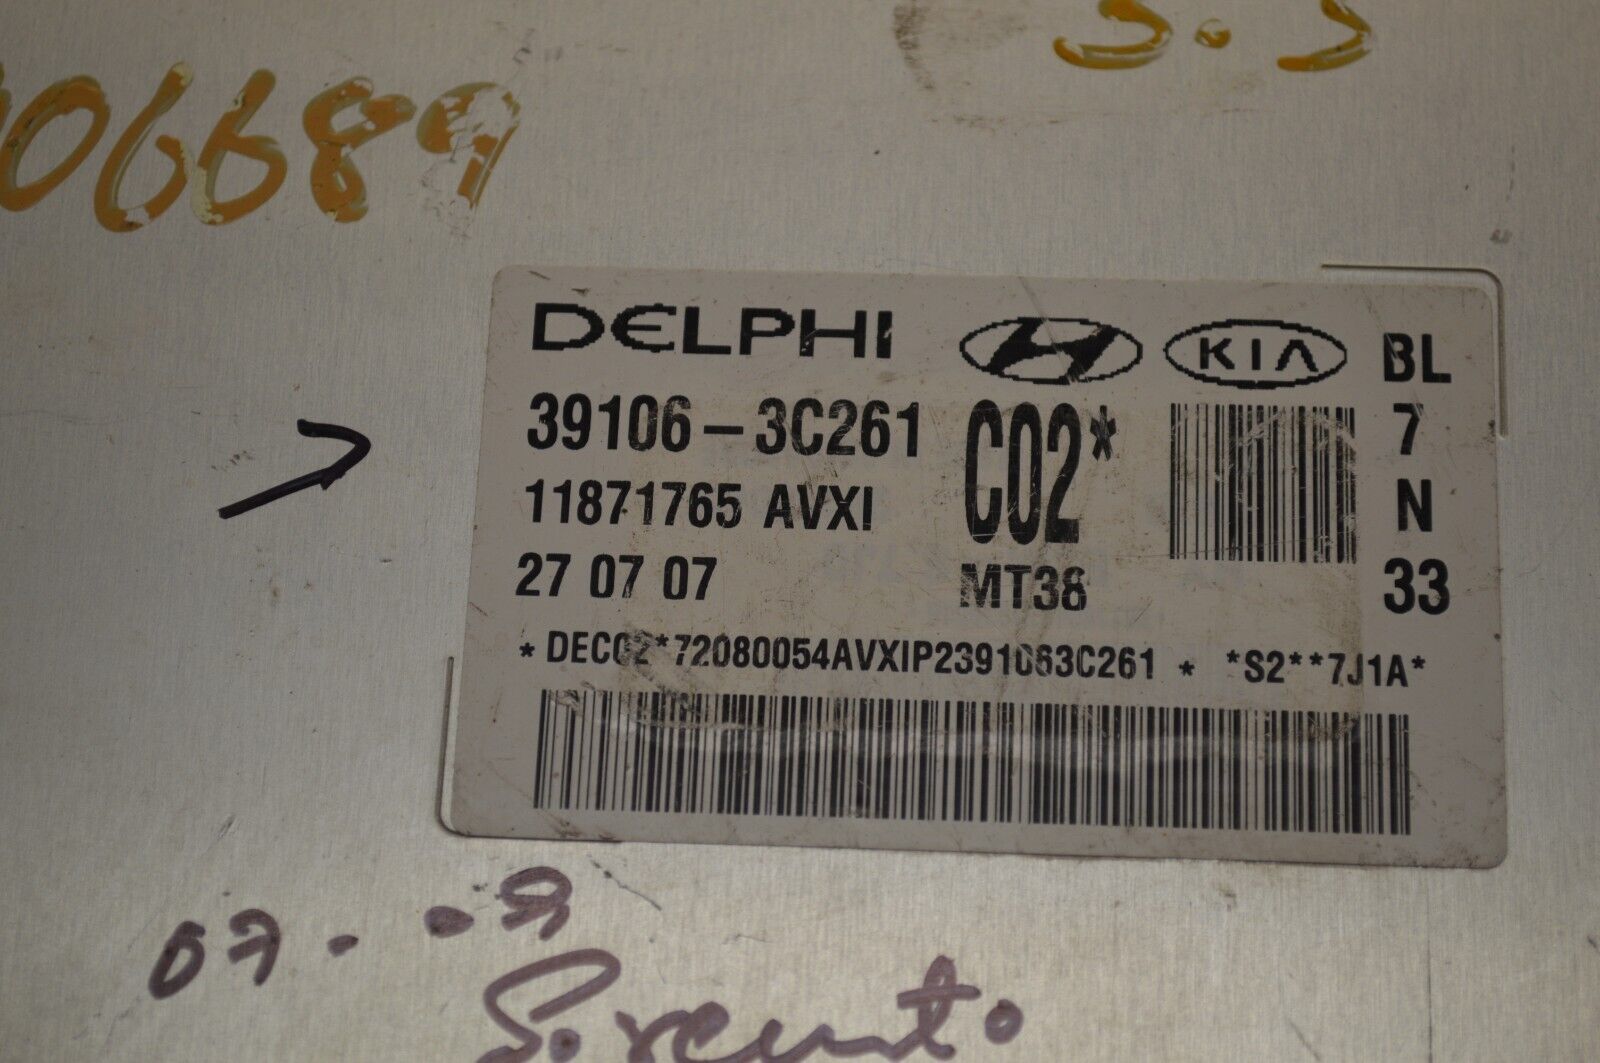 3.3
06689
DELPHI KIA BL
39106-3C261 C02* 7
11871765 AVXI N
27 07 07 MT38 33
* DEC02*72080054AVXIP2391063C261 * *S2**7J1A*
07-09
Sorento